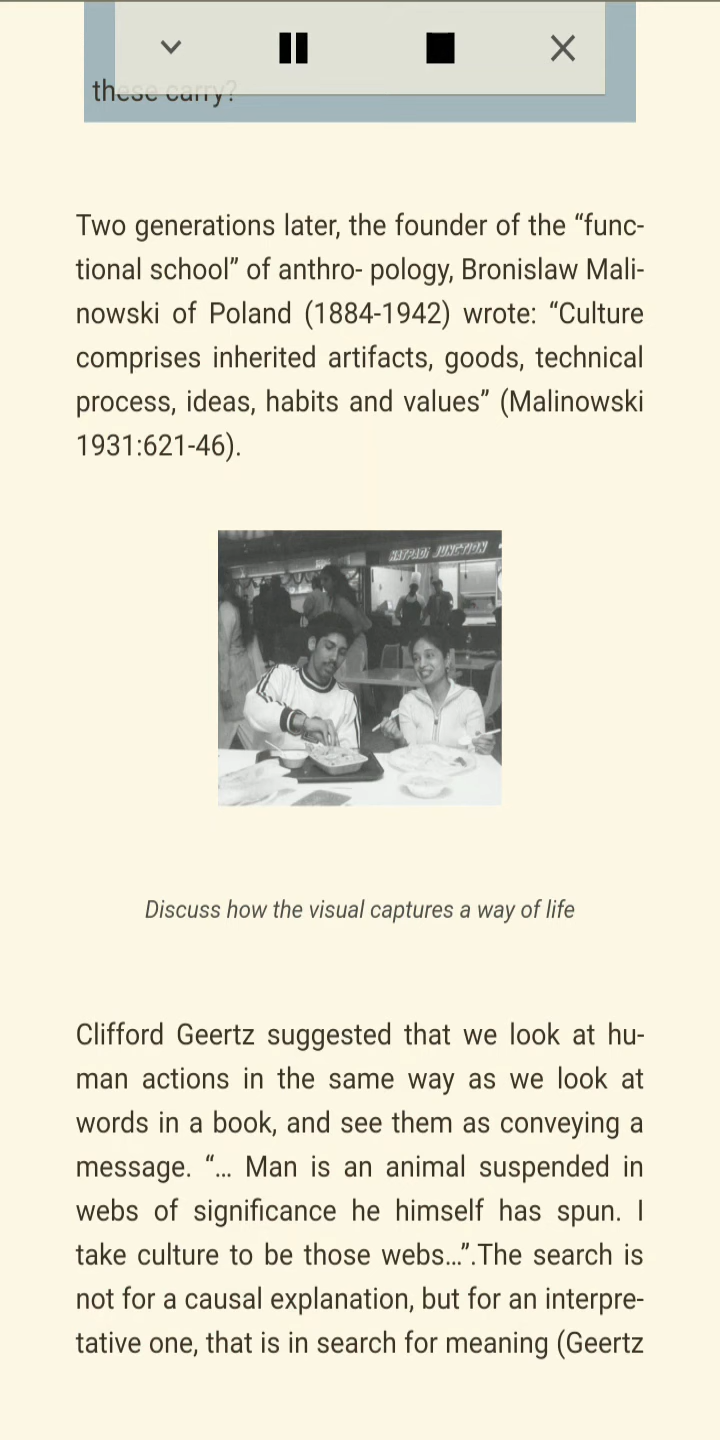 these carry?
Two generations later, the founder of the “func-
tional school” of anthro- pology, Bronislaw Mali-
nowski of Poland (1884-1942) wrote: “Culture
comprises inherited artifacts, goods, technical
process, ideas, habits and values” (Malinowski
1931:621-46).
KATPADI JUNCTION
Discuss how the visual captures a way of life
Clifford Geertz suggested that we look at hu-
man actions in the same way as we look at
words in a book, and see them as conveying a
message. “... Man is an animal suspended in
webs of significance he himself has spun. I
take culture to be those webs...”.The search is
not for a causal explanation, but for an interpre-
tative one, that is in search for meaning (Geertz